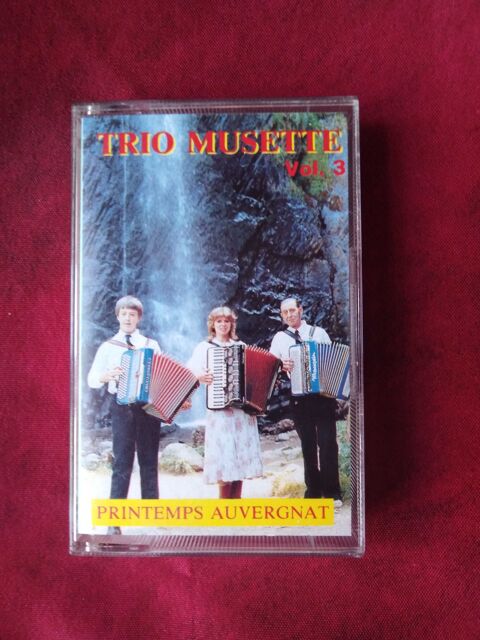 TRIO MUSETTE
Vol. 3
PRINTEMPS AUVERGNAT